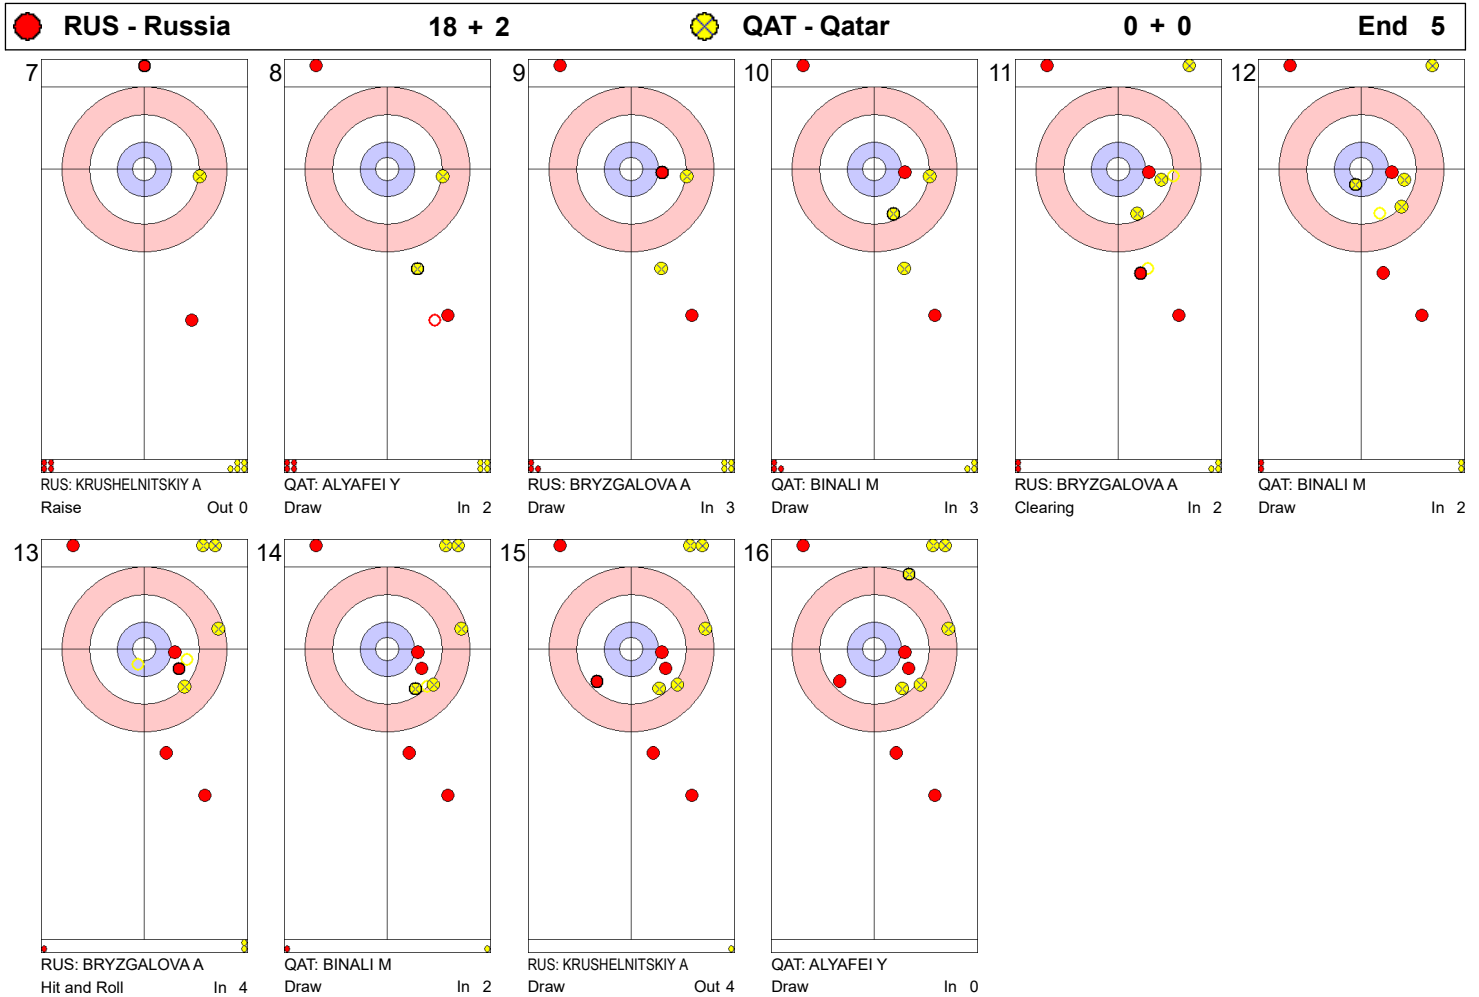 RUS - Russia 18 + 2 QAT - Qatar 0 + 0 End 5
7 8 9 10 11 12
RUS: KRUSHELNITSKIY A QAT: ALYAFEI Y RUS: BRYZGALOVA A QAT: BINALI M RUS: BRYZGALOVA A QAT: BINALI M
Raise Out 0 Draw In 2 Draw In 3 Draw In 3 Clearing In 2 Draw In 2
13 14 15 16
RUS: BRYZGALOVA A QAT: BINALI M RUS: KRUSHELNITSKIY A QAT: ALYAFEI Y
Hit and Roll In 4 Draw In 2 Draw Out 4 Draw In 0